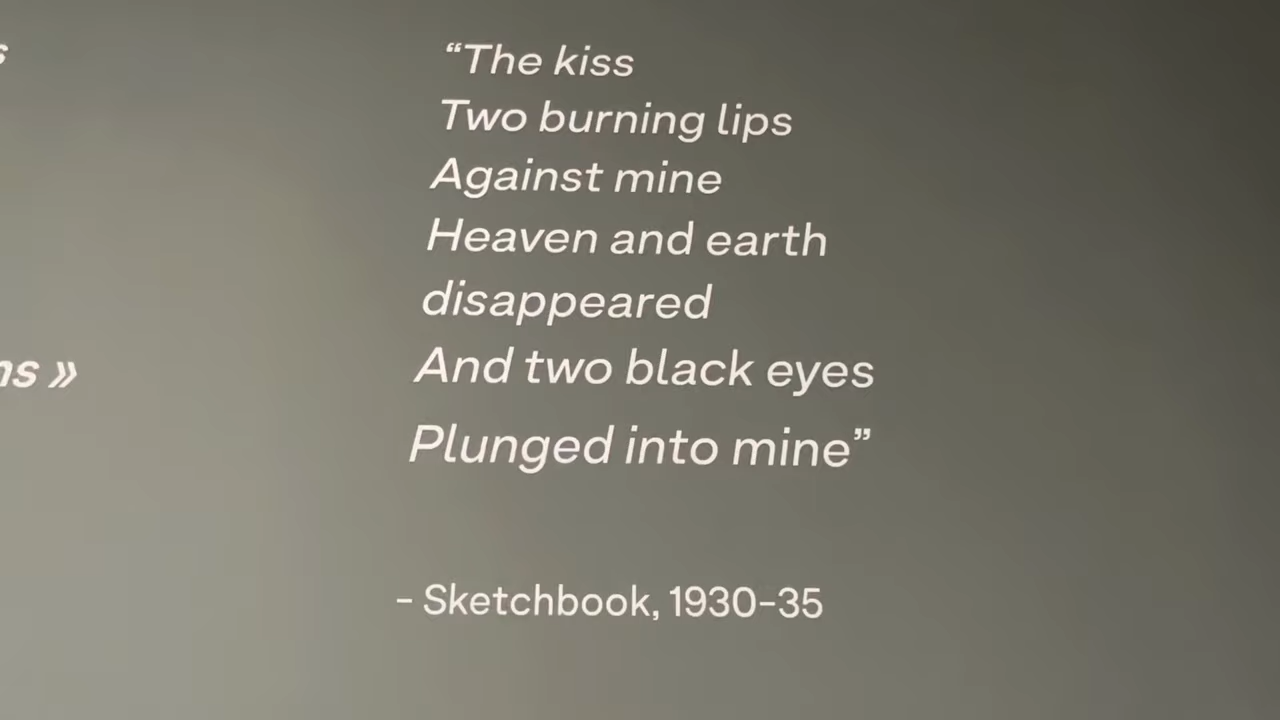 “The kiss
Two burning lips
Against mine
Heaven and earth
disappeared
And two black eyes
Plunged into mine”
- Sketchbook, 1930-35